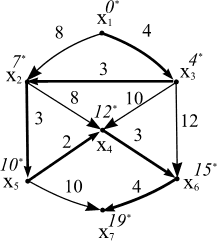 0*
x₁
8 4
7* 4*
x₂ 3 x₃
8 10
3 12* 12
x₄
2 3
10* 15*
x₅ x₆
10 4
19*
x₇